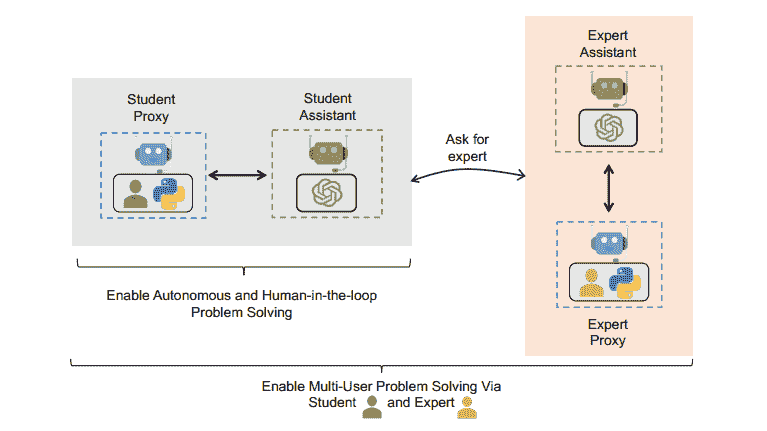 Student
Proxy
Student
Assistant
Ask for
expert
Expert
Assistant
Expert
Proxy
Enable Autonomous and Human-in-the-loop
Problem Solving
Enable Multi-User Problem Solving Via
Student and Expert